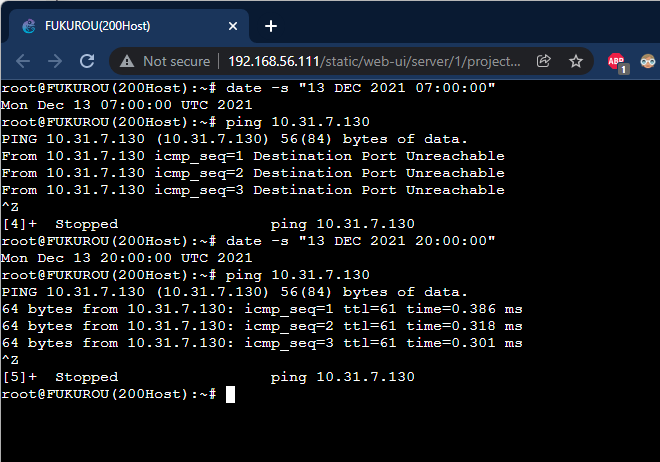 FUKUROU(200Host)
Not secure
192.168.56.111/static/web-ui/server/1/project...
ABP
1
root@FUKUROU(200Host):~# date -s "13 DEC 2021 07:00:00"
Mon Dec 13 07:00:00 UTC 2021
root@FUKUROU(200Host):~# ping 10.31.7.130
PING 10.31.7.130 (10.31.7.130) 56(84) bytes of data.
From 10.31.7.130 icmp_seq=1 Destination Port Unreachable
From 10.31.7.130 icmp_seq=2 Destination Port Unreachable
From 10.31.7.130 icmp_seq=3 Destination Port Unreachable
^Z
[4]+  Stopped                 ping 10.31.7.130
root@FUKUROU(200Host):~# date -s "13 DEC 2021 20:00:00"
Mon Dec 13 20:00:00 UTC 2021
root@FUKUROU(200Host):~# ping 10.31.7.130
PING 10.31.7.130 (10.31.7.130) 56(84) bytes of data.
64 bytes from 10.31.7.130: icmp_seq=1 ttl=61 time=0.386 ms
64 bytes from 10.31.7.130: icmp_seq=2 ttl=61 time=0.318 ms
64 bytes from 10.31.7.130: icmp_seq=3 ttl=61 time=0.301 ms
^Z
[5]+  Stopped                 ping 10.31.7.130
root@FUKUROU(200Host):~#